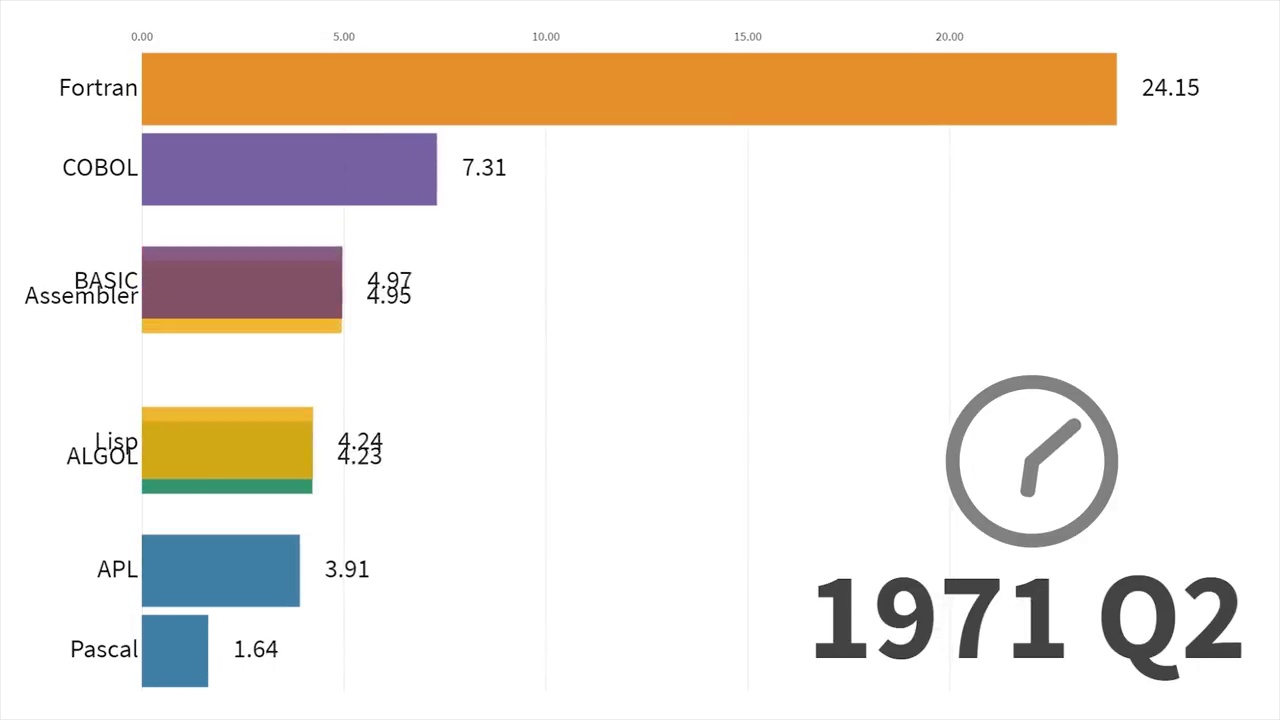 0.00 5.00 10.00 15.00 20.00
Fortran 24.15
COBOL 7.31
BASIC 4.97
Assembler 4.95
Lisp 4.24
ALGOL 4.23
APL 3.91
Pascal 1.64
1971 Q2